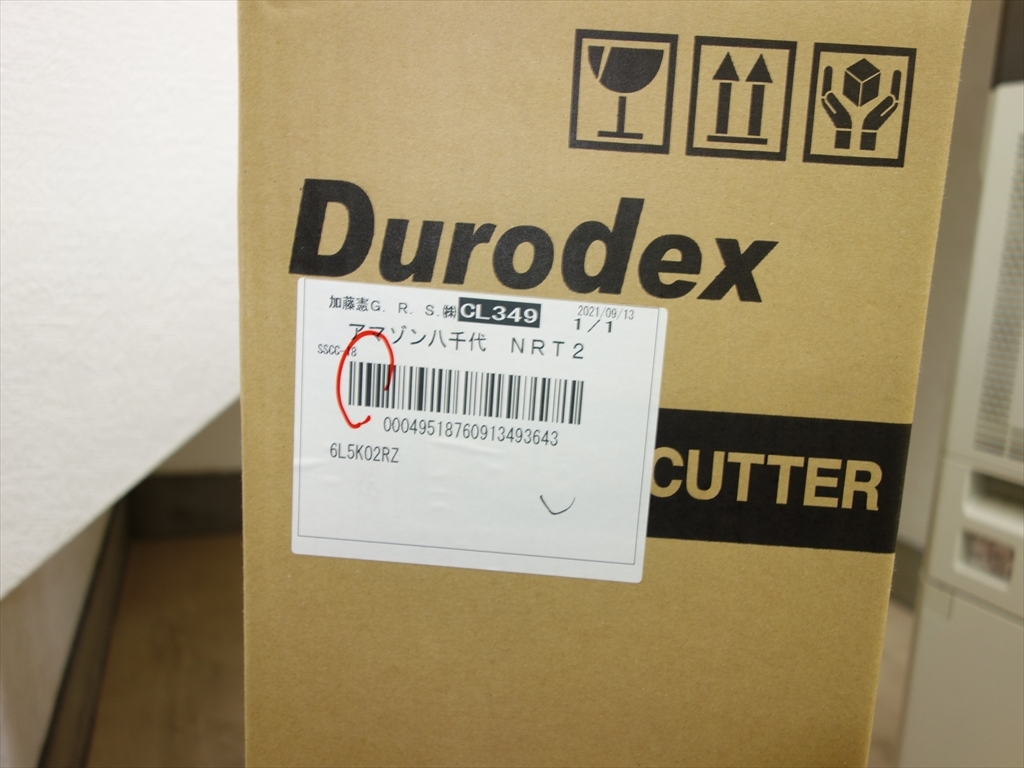 Durodex
加藤憲G. R. S.㈱ CL349 2021/09/13
1/1
アマゾン八千代 NRT2
SSCC-18
00049518760913493643
6L5K02RZ
CUTTER